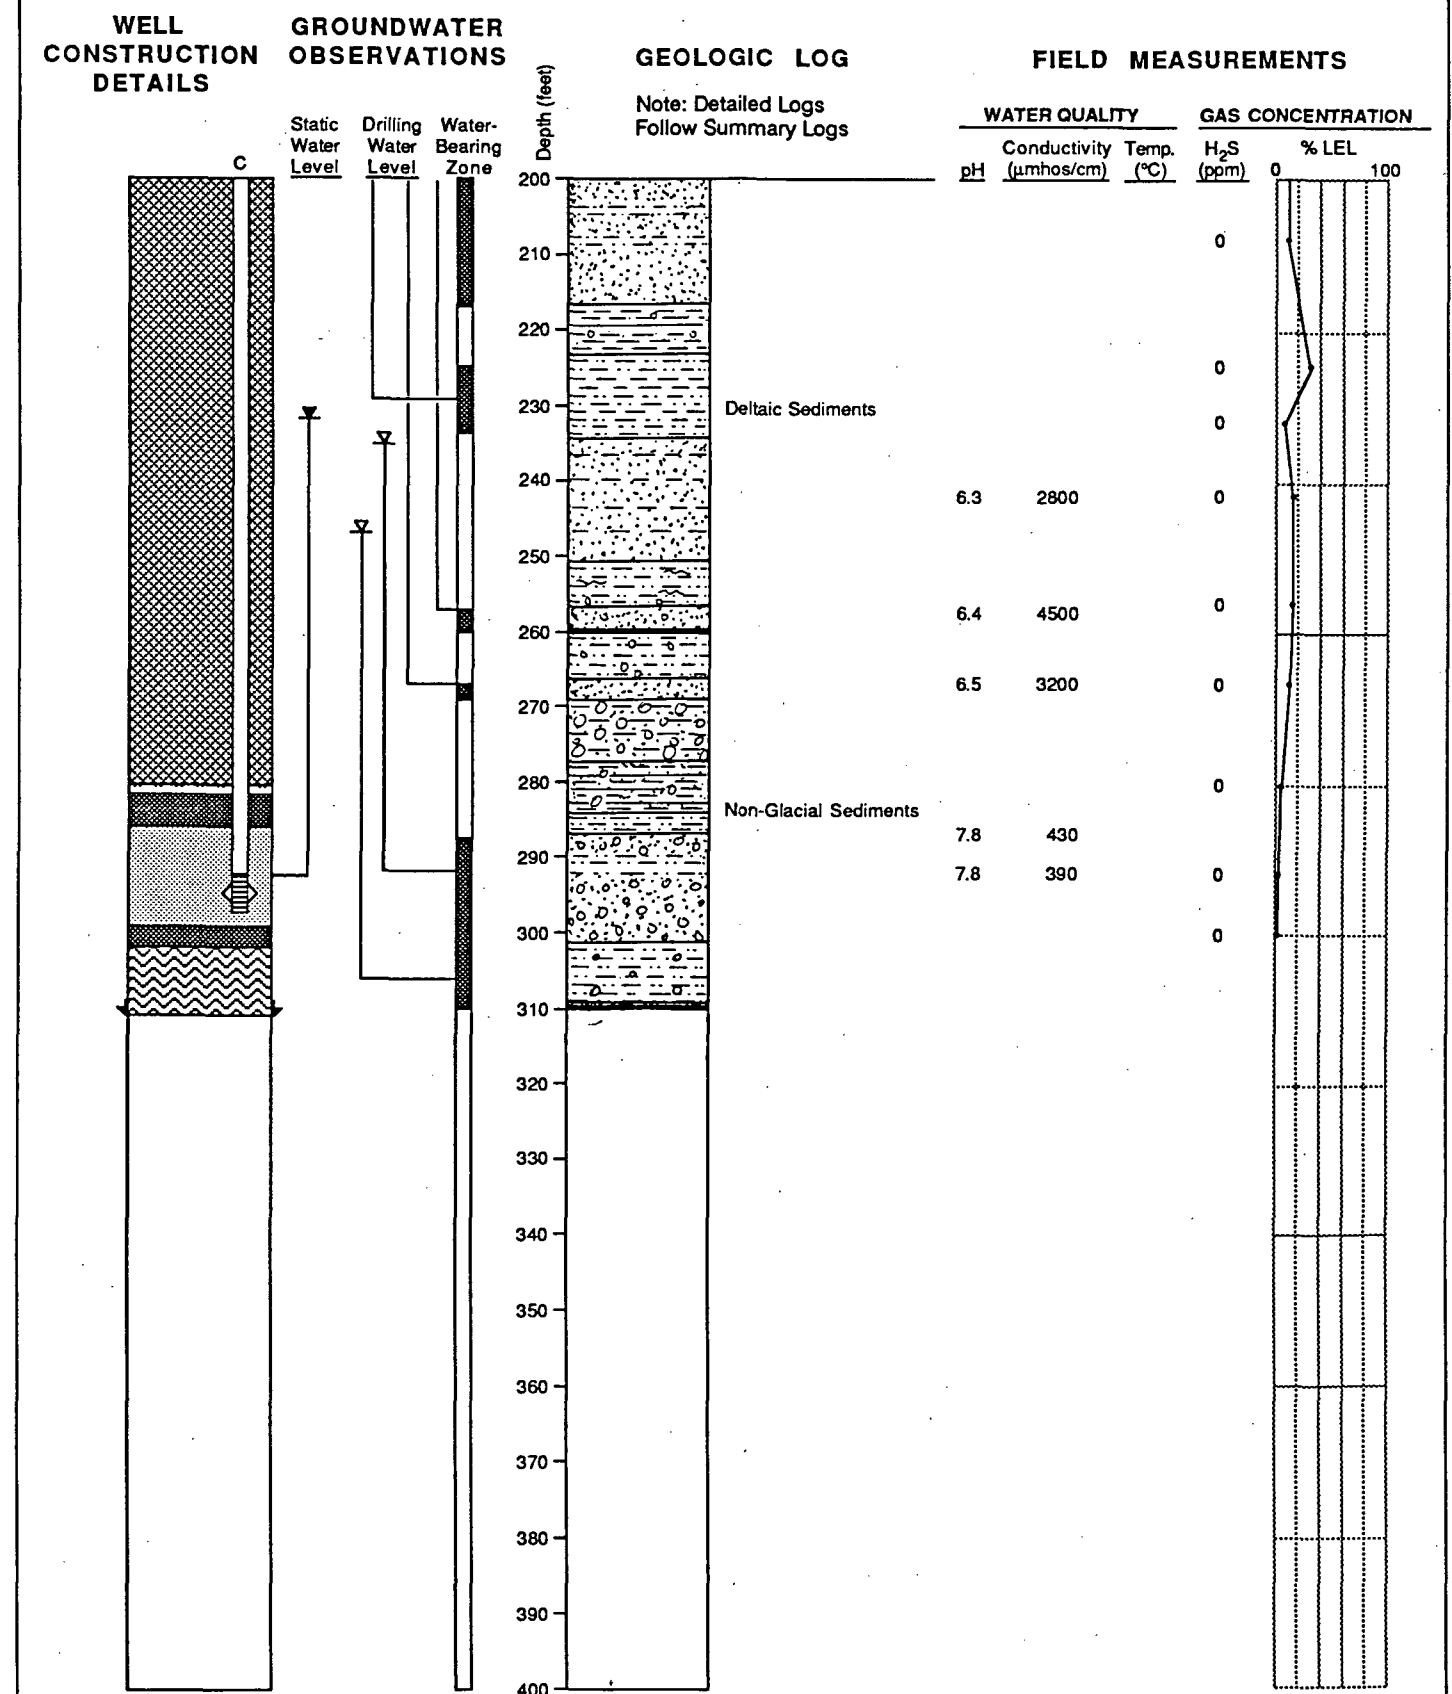 WELL
CONSTRUCTION
DETAILS
GROUNDWATER
OBSERVATIONS
GEOLOGIC LOG
Note: Detailed Logs
Follow Summary Logs
FIELD MEASUREMENTS
WATER QUALITY
GAS CONCENTRATION
C
Static
Water
Level
Drilling
Water
Level
Water-
Bearing
Zone
Depth (feet)
pH
Conductivity
(µmhos/cm)
Temp.
(°C)
H2S
(ppm)
% LEL
0 100
200
0
210
220
0
230
Deltaic Sediments
0
240
6.3 2800 0
250
0
6.4 4500
260
6.5 3200 0
270
280
0
Non-Glacial Sediments
7.8 430
290
7.8 390 0
300
0
310
320
330
340
350
360
370
380
390
400